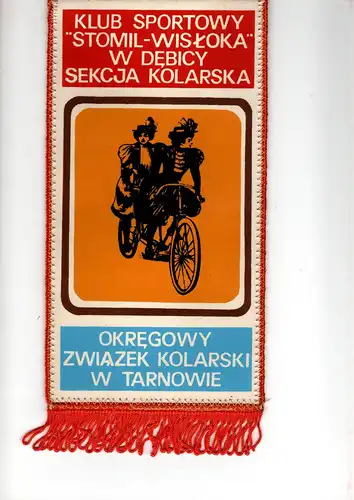 KLUB SPORTOWY
"STOMIL-WISŁOKA"
W DĘBICY
SEKCJA KOLARSKA
OKRĘGOWY
ZWIĄZEK KOLARSKI
W TARNOWIE